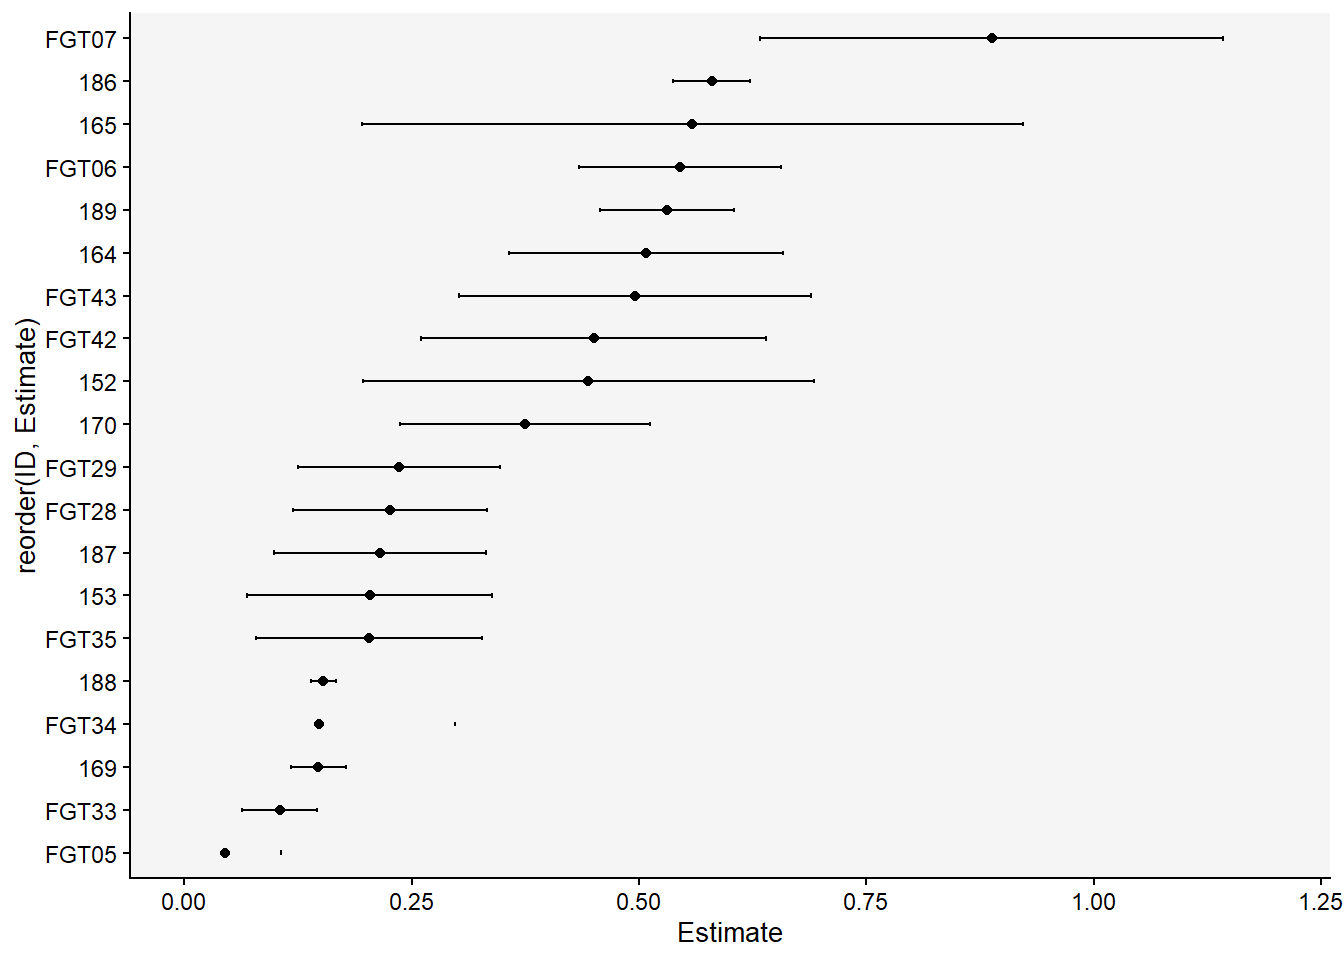 FGT07
186
165
FGT06
189
164
FGT43
FGT42
152
170
FGT29
FGT28
187
153
FGT35
188
FGT34
169
FGT33
FGT05
reorder(ID, Estimate)
0.00 0.25 0.50 0.75 1.00 1.25
Estimate